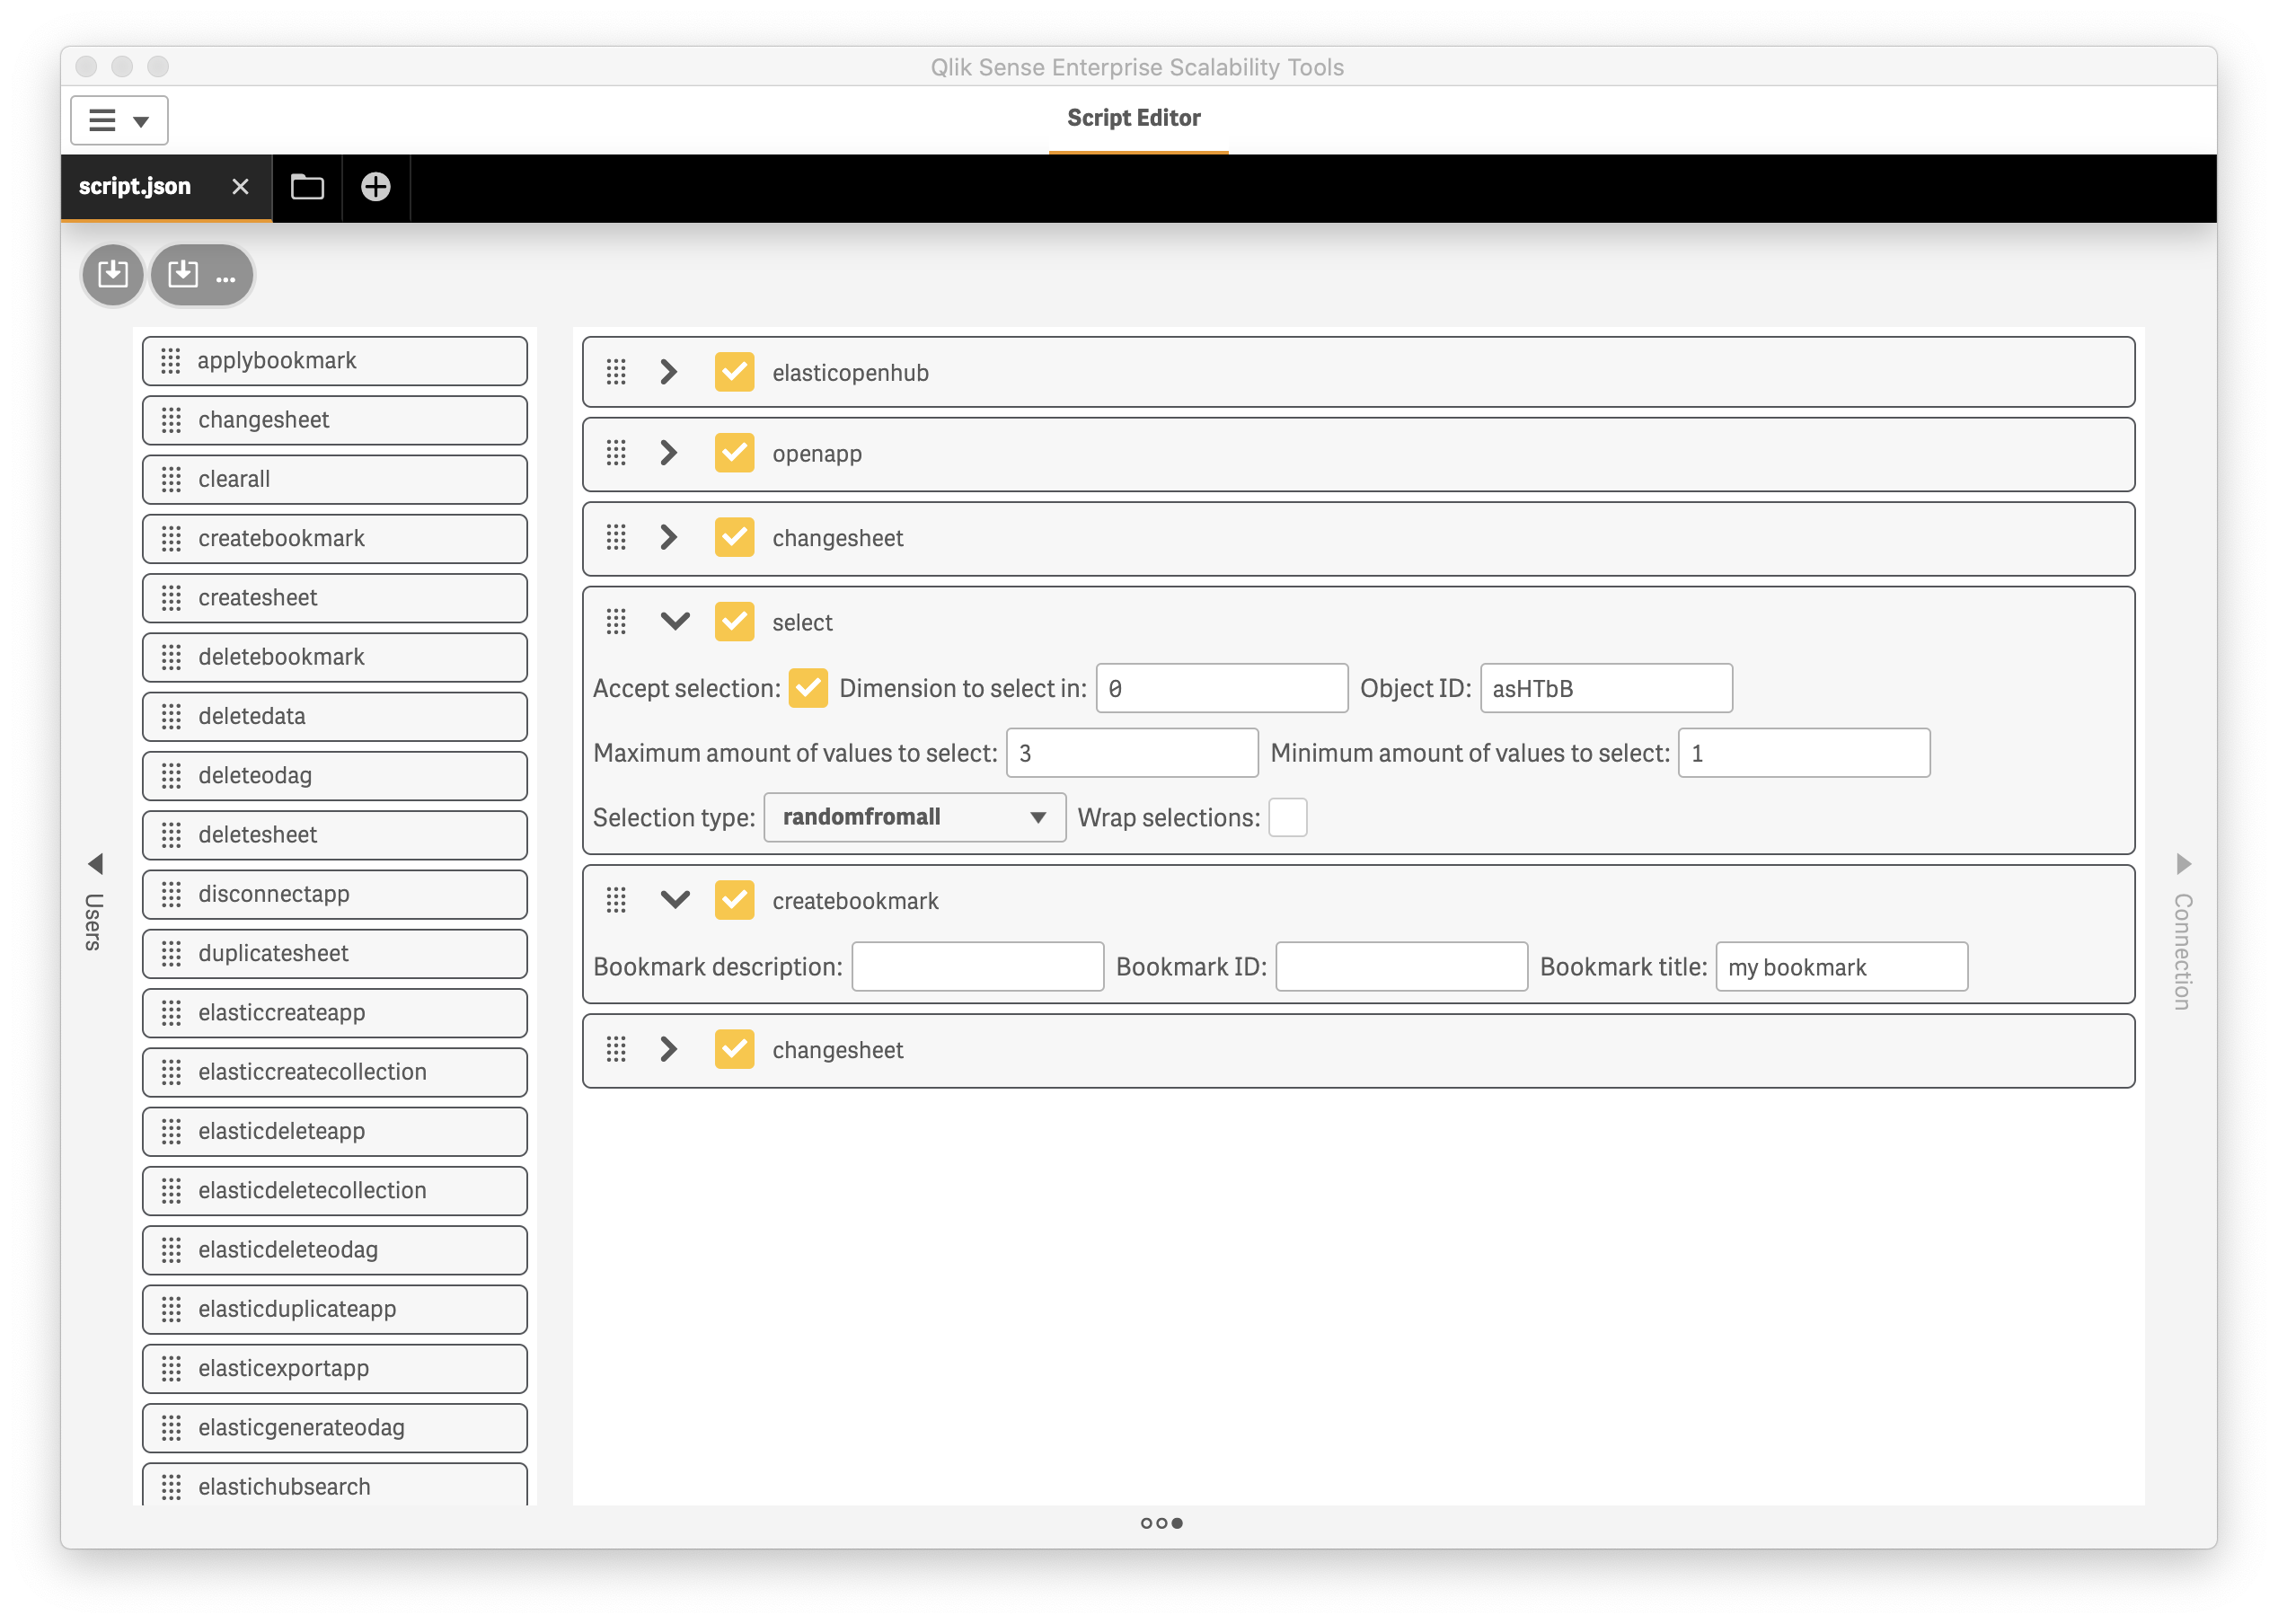 Qlik Sense Enterprise Scalability Tools
Script Editor
script.json
...
applybookmark
changesheet
clearall
createbookmark
createsheet
deletebookmark
deletedata
deleteodag
deletesheet
disconnectapp
duplicatesheet
elasticcreateapp
elasticcreatecollection
elasticdeleteapp
elasticdeletecollection
elasticdeleteodag
elasticduplicateapp
elasticexportapp
elasticgenerateodag
elastichubsearch
elasticopenhub
openapp
changesheet
select
Accept selection: Dimension to select in: 0 Object ID: asHTbB
Maximum amount of values to select: 3 Minimum amount of values to select: 1
Selection type: randomfromall Wrap selections:
createbookmark
Bookmark description: Bookmark ID: Bookmark title: my bookmark
changesheet
Users
Connection